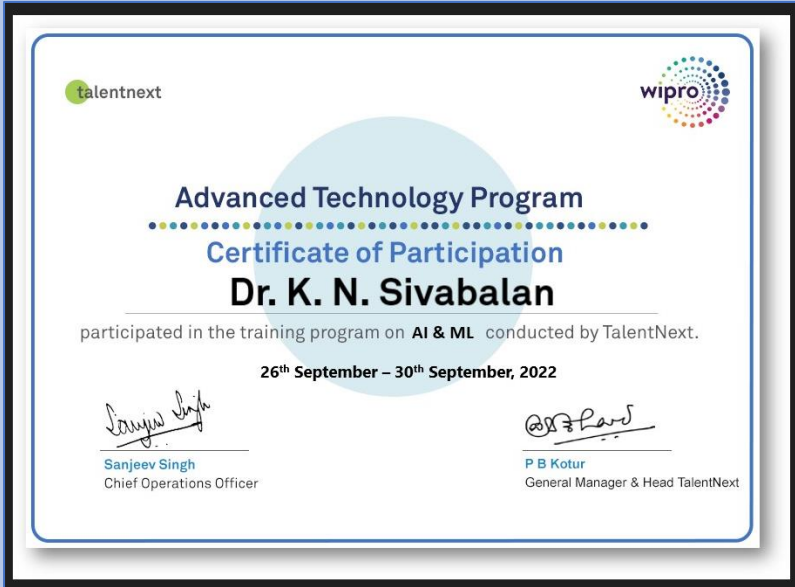 talentnext
wipro
Advanced Technology Program
Certificate of Participation
Dr. K. N. Sivabalan
participated in the training program on AI & ML conducted by TalentNext.
26th September – 30th September, 2022
Sanjeev Singh
Chief Operations Officer
P B Kotur
General Manager & Head TalentNext